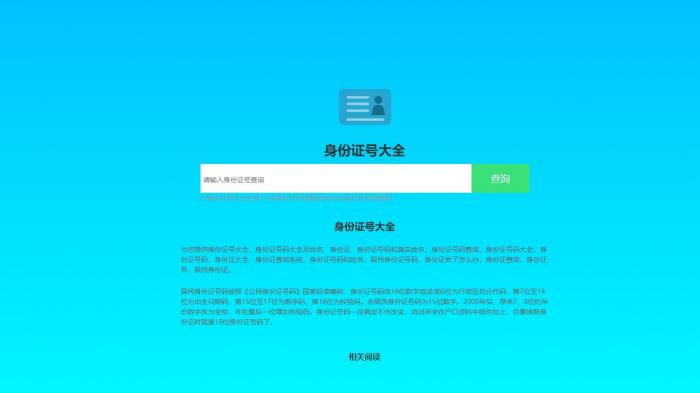 身份证号大全
请输入身份证号查询
查询
身份证号大全
为您提供身份证号大全、身份证号码大全及姓名、身份证、身份证号码和真实姓名、身份证号码查询、身份证号码大全、身
份证号码、身份证大全、身份证查询系统、身份证号码和姓名、居民身份证号码、身份证丢了怎么办、身份证查询、身份证
号、居民身份证。
居民身份证号码按照《公民身份证号码》国家标准编制，身份证号码由18位数字组成前6位为行政区划分代码，第7位至14
位为出生日期码，第15位至17位为顺序码，第18位为校验码。老居民身份证号码为15位数字。2000年后，原来7、8位的年
份数字改为全称，并在最后一位增加校验码。身份证号码一经确定不作改变，派出所会在户口资料中给你加上，你要换新身
份证时就是18位身份证号码了。
相关阅读